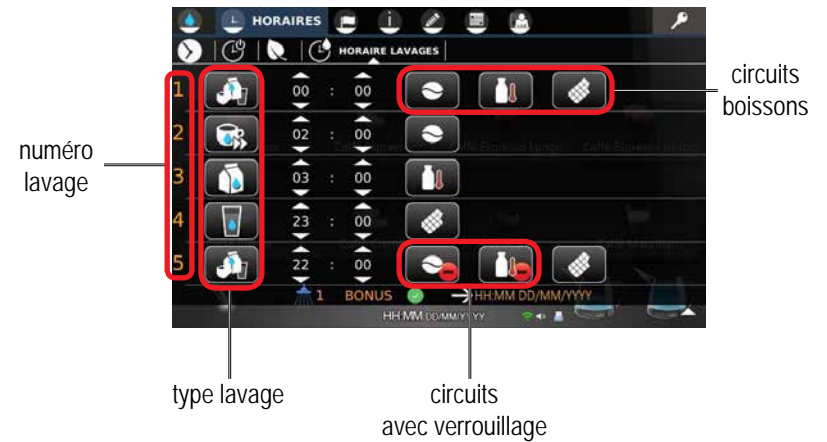 HORAIRES
HORAIRE LAVAGES
1 00 : 00
2 02 : 00
3 03 : 00
4 23 : 00
5 22 : 00
1 BONUS HH:MM DD/MM/YYYY
HH:MM DD/MM/YYYY
numéro
lavage
circuits
boissons
type lavage
circuits
avec verrouillage